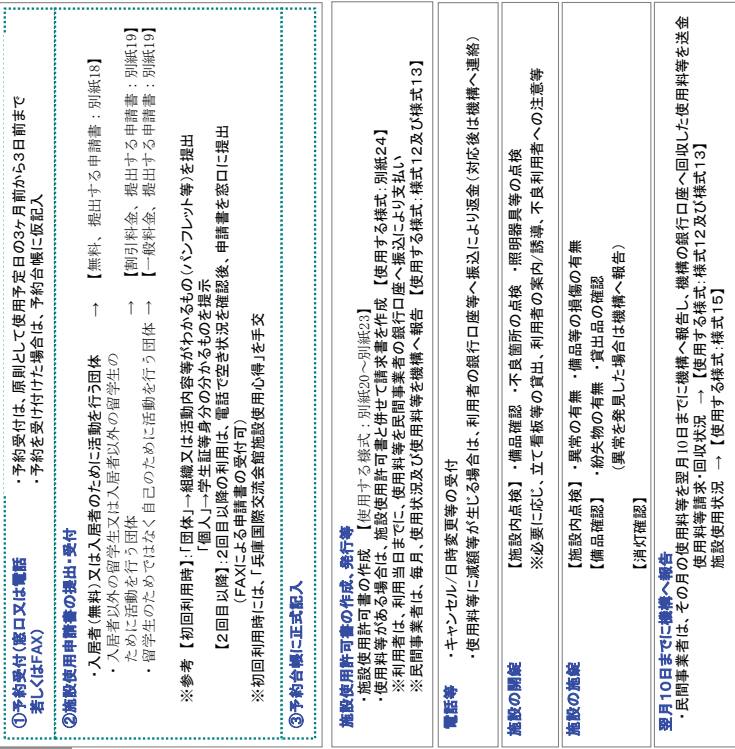 ①予約受付(窓口又は電話
若しくはFAX)
・予約受付は、原則として使用予定日の3ヶ月前から3日前まで
・予約を受け付けた場合は、予約台帳に仮記入
②施設使用申請書の提出・受付
・入居者(無料)又は入居者のために活動を行う団体 → 【無料、提出する申請書：別紙18】
・入居者以外の留学生又は入居者以外の留学生の
ために活動を行う団体 → 【割引料金、提出する申請書：別紙19】
・留学生のためではなく自己のために活動を行う団体 → 【一般料金、提出する申請書：別紙19】
※参考 【初回利用時】：「団体」→組織又は活動内容等がわかるもの(パンフレット等)を提出
「個人」→学生証等身分の分かるものを提示
【2回目以降】：2回目以降の利用は、電話で空き状況を確認後、申請書を窓口に提出
(FAXによる申請書の受付可)
※初回利用時には、「兵庫国際交流会館施設使用心得」を手交
③予約台帳に正式記入
施設使用許可書の作成、発行等
・施設使用許可書の作成 【使用する様式：別紙20～別紙23】
・使用料等がある場合は、施設使用許可書と併せて請求書を作成 【使用する様式：別紙24】
※利用者は、利用当日までに、使用料等を民間事業者の銀行口座へ振込により支払い
※民間事業者は、毎月、使用状況及び使用料等を機構へ報告 【使用する様式：様式12及び様式13】
電話等
・キャンセル/日時変更等の受付
・使用料等に減額等が生じる場合は、利用者の銀行口座等へ振込により返金(対応後は機構へ連絡)
施設の開錠
【施設内点検】・備品確認 ・不良箇所の点検 ・照明器具等の点検
※必要に応じ、立て看板等の貸出、利用者の案内/誘導、不良利用者への注意等
施設の施錠
【施設内点検】・異常の有無 ・備品等の損傷の有無
【備品確認】 ・紛失物の有無 ・貸出品の確認
(異常を発見した場合は機構へ報告)
【消灯確認】
翌月10日までに機構へ報告
・民間事業者は、その月の使用料等を翌月10日までに機構へ報告し、機構の銀行口座へ回収した使用料等を送金
使用料等請求・回収状況 → 【使用する様式：様式12及び様式13】
施設使用状況 → 【使用する様式：様式15】